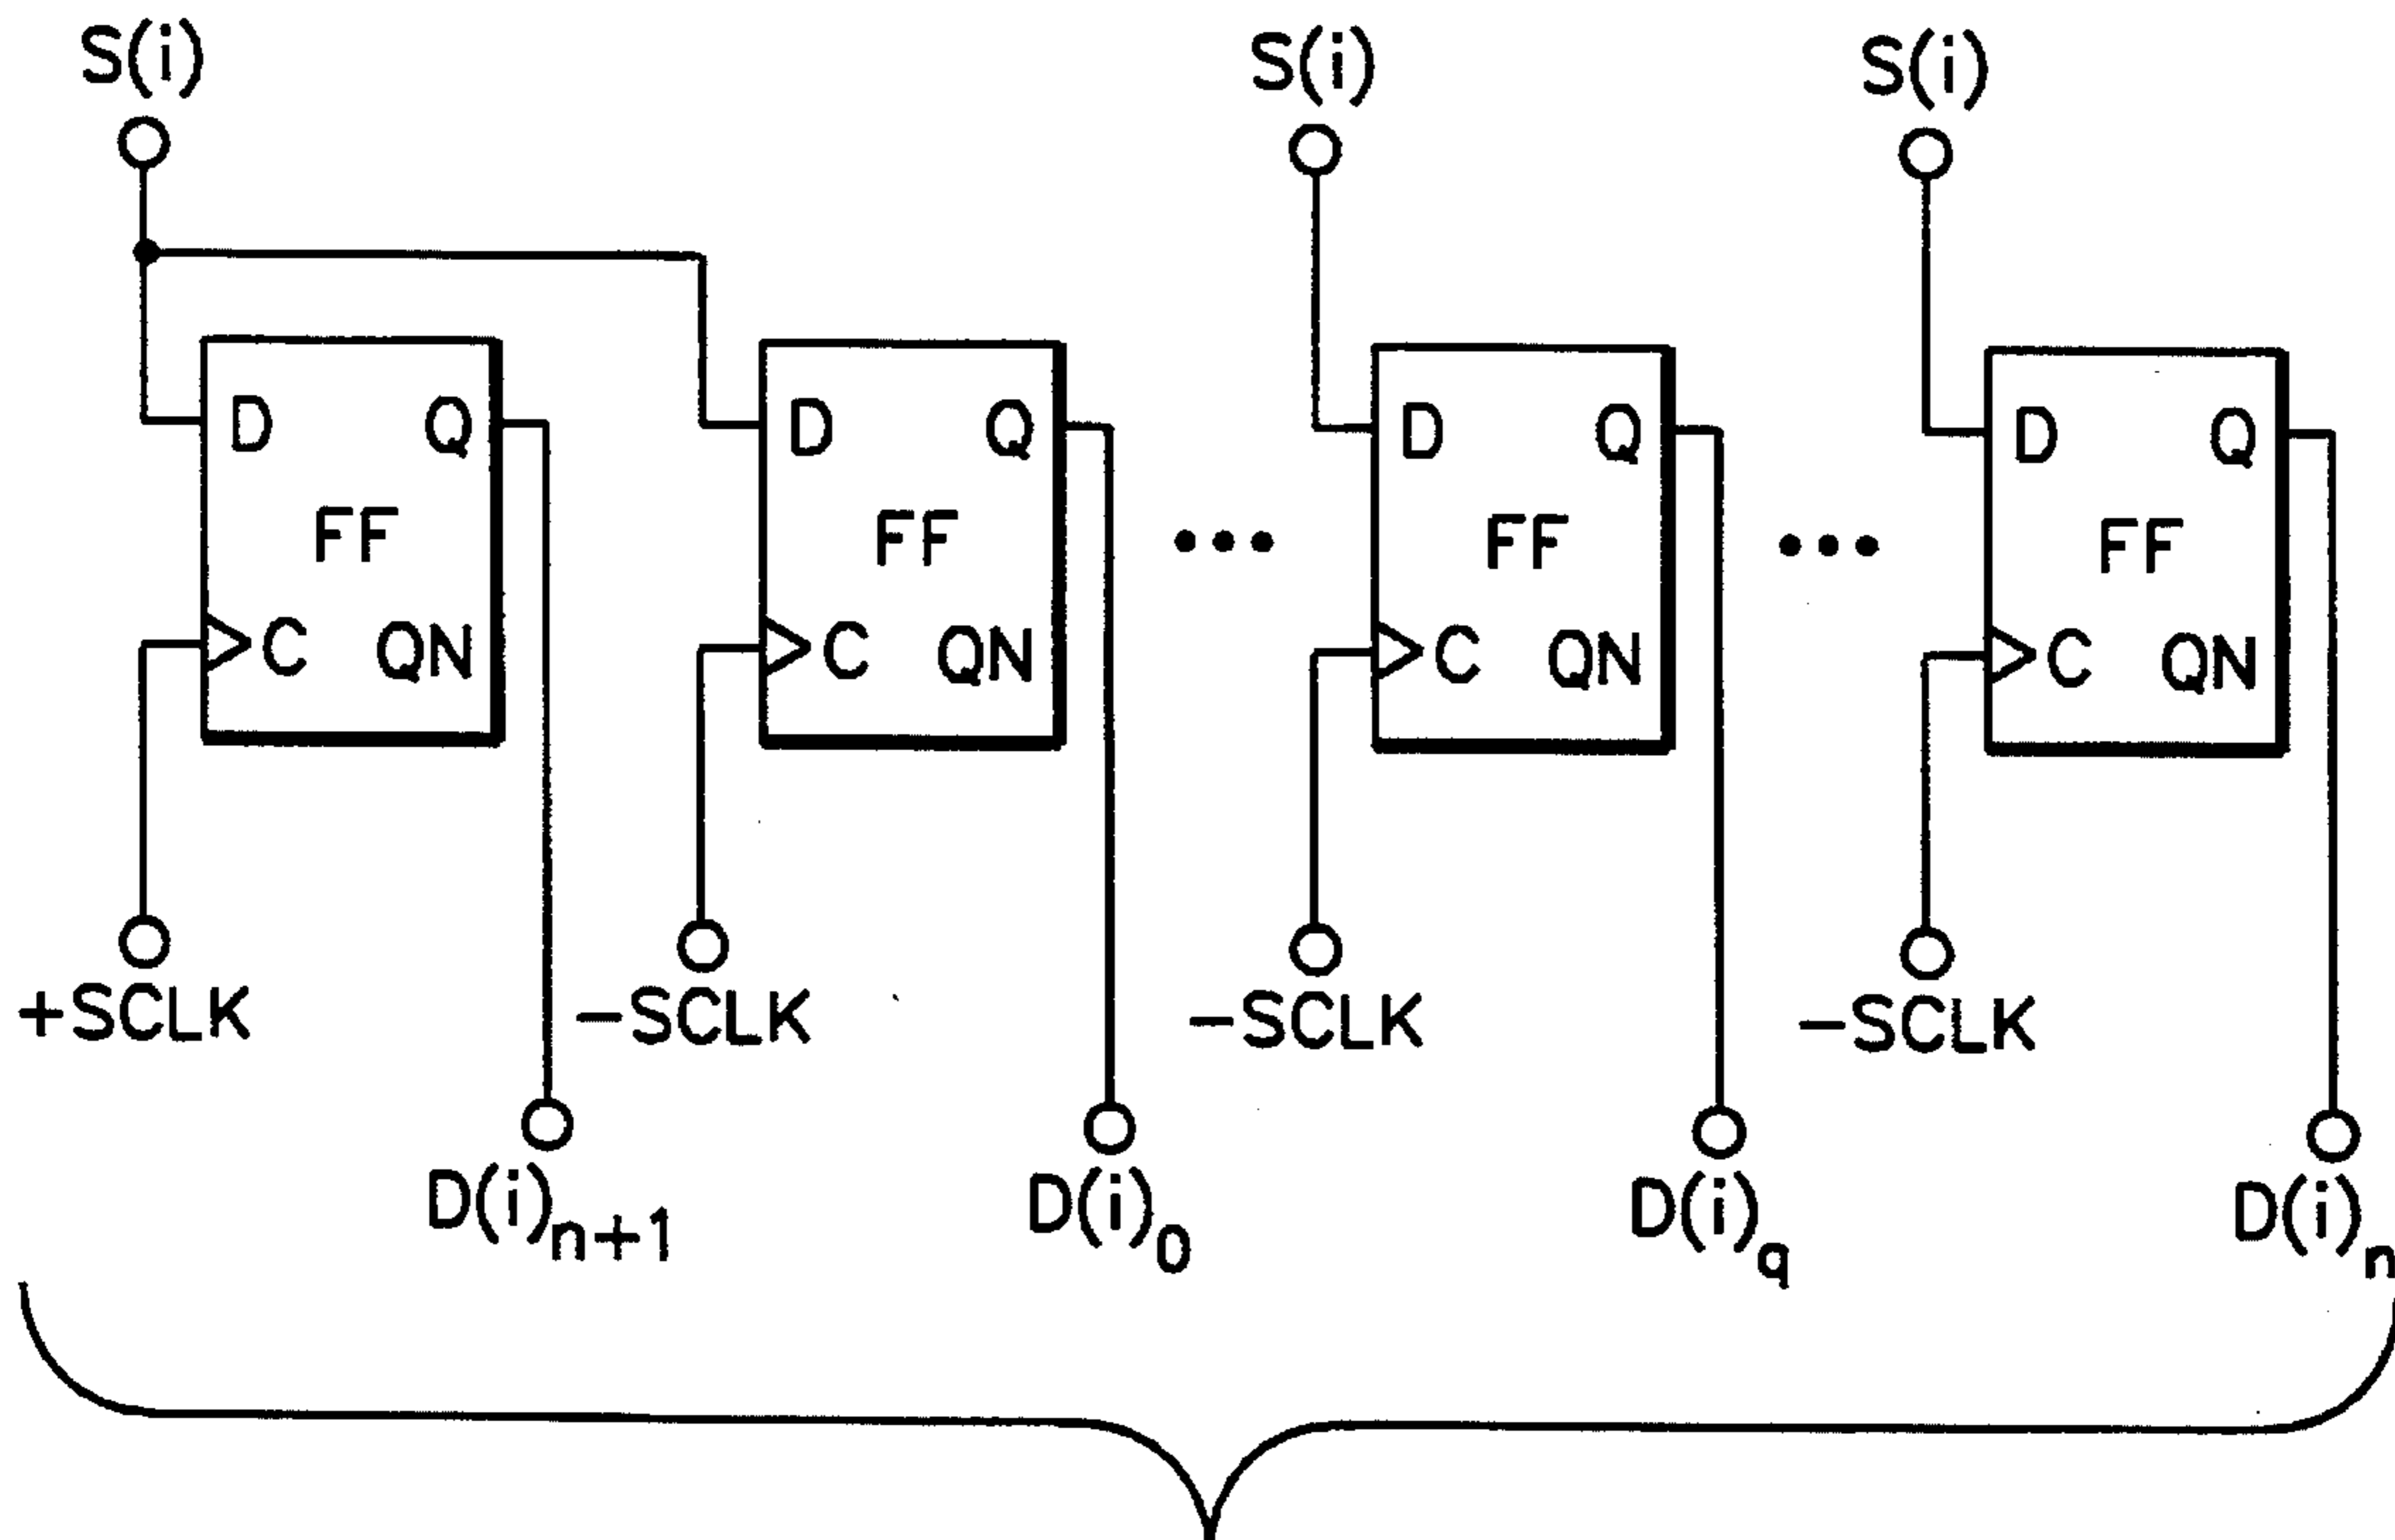 S(i) S(i) S(i)
D Q D Q D Q D Q
FF FF FF FF
C QN C QN C QN C QN
+SCLK -SCLK -SCLK -SCLK
D(i)n+1 D(i)0 D(i)q D(i)n